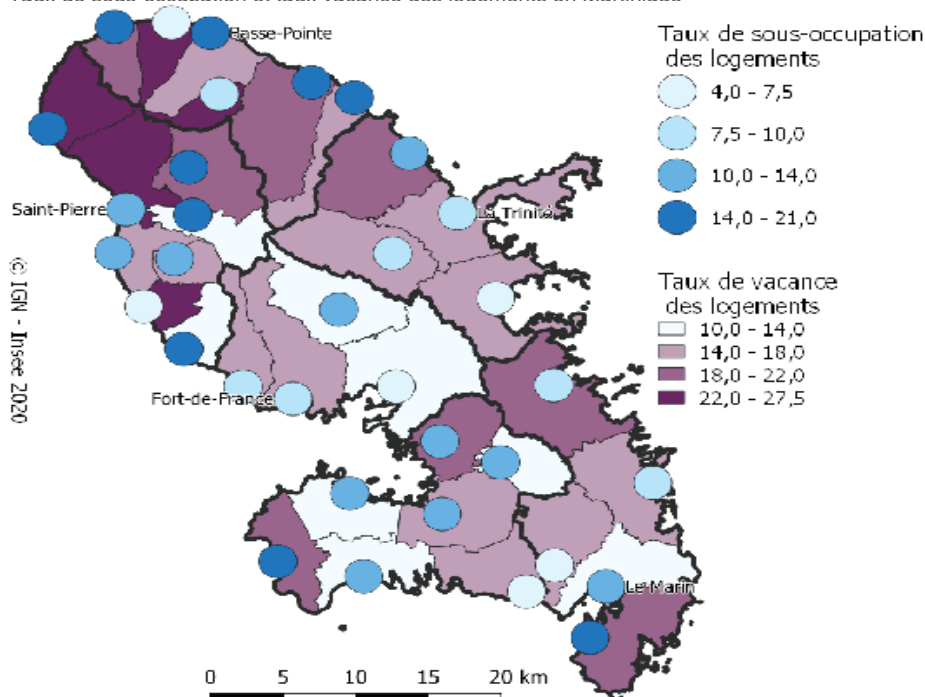 Taux de sous-occupation
des logements
4,0 - 7,5
7,5 - 10,0
10,0 - 14,0
14,0 - 21,0
Taux de vacance
des logements
10,0 - 14,0
14,0 - 18,0
18,0 - 22,0
22,0 - 27,5
Basse-Pointe
Saint-Pierre
La Trinité
Fort-de-France
Le Marin
© IGN - Insee 2020
0 5 10 15 20 km